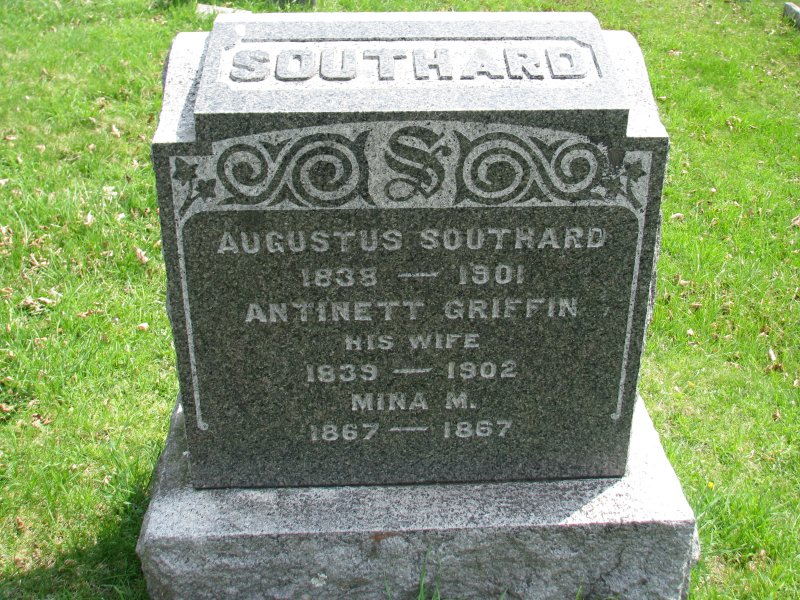 SOUTHARD
S
AUGUSTUS SOUTHARD
1838 — 1901
ANTINETT GRIFFIN
HIS WIFE
1839 — 1902
MINA M.
1867 — 1867